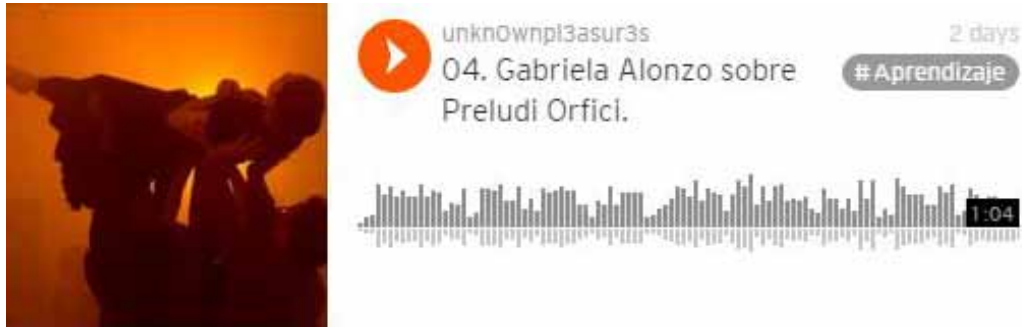 unkn0wnpl3asur3s
2 days
04. Gabriela Alonzo sobre
# Aprendizaje
Preludi Orfici.
1:04